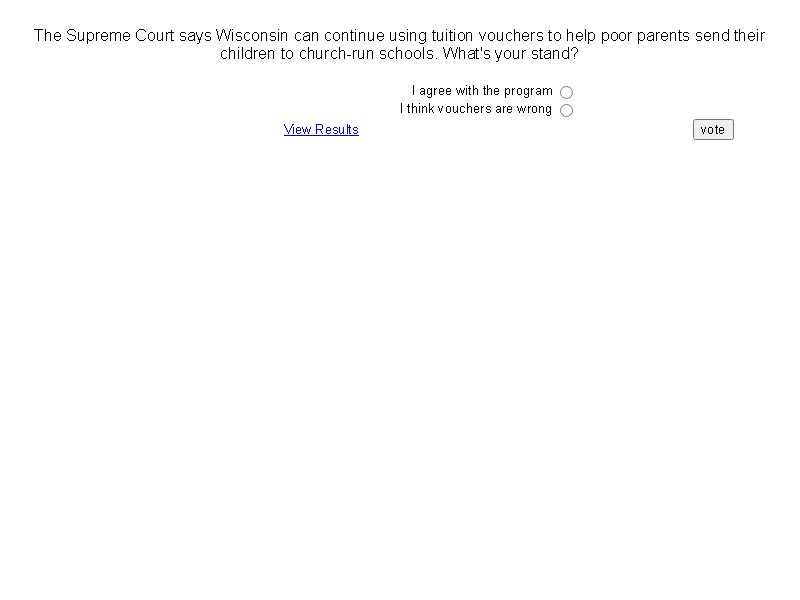 The Supreme Court says Wisconsin can continue using tuition vouchers to help poor parents send their
children to church-run schools. What's your stand?
I agree with the program
I think vouchers are wrong
View Results
vote